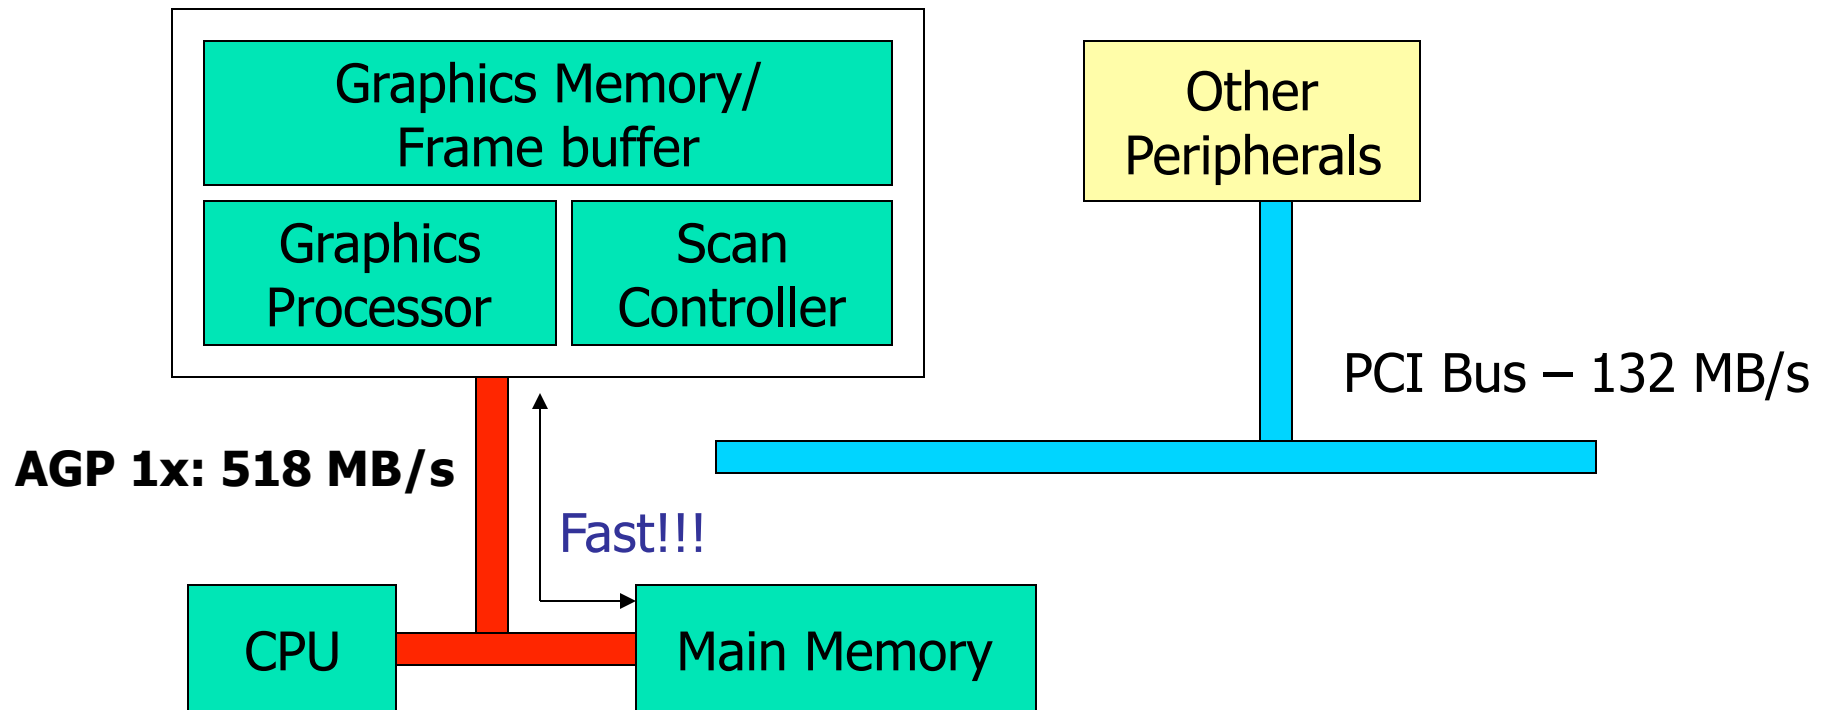 Graphics Memory/
Frame buffer
Graphics
Processor
Scan
Controller
Other
Peripherals
PCI Bus – 132 MB/s
AGP 1x: 518 MB/s
Fast!!!
CPU
Main Memory